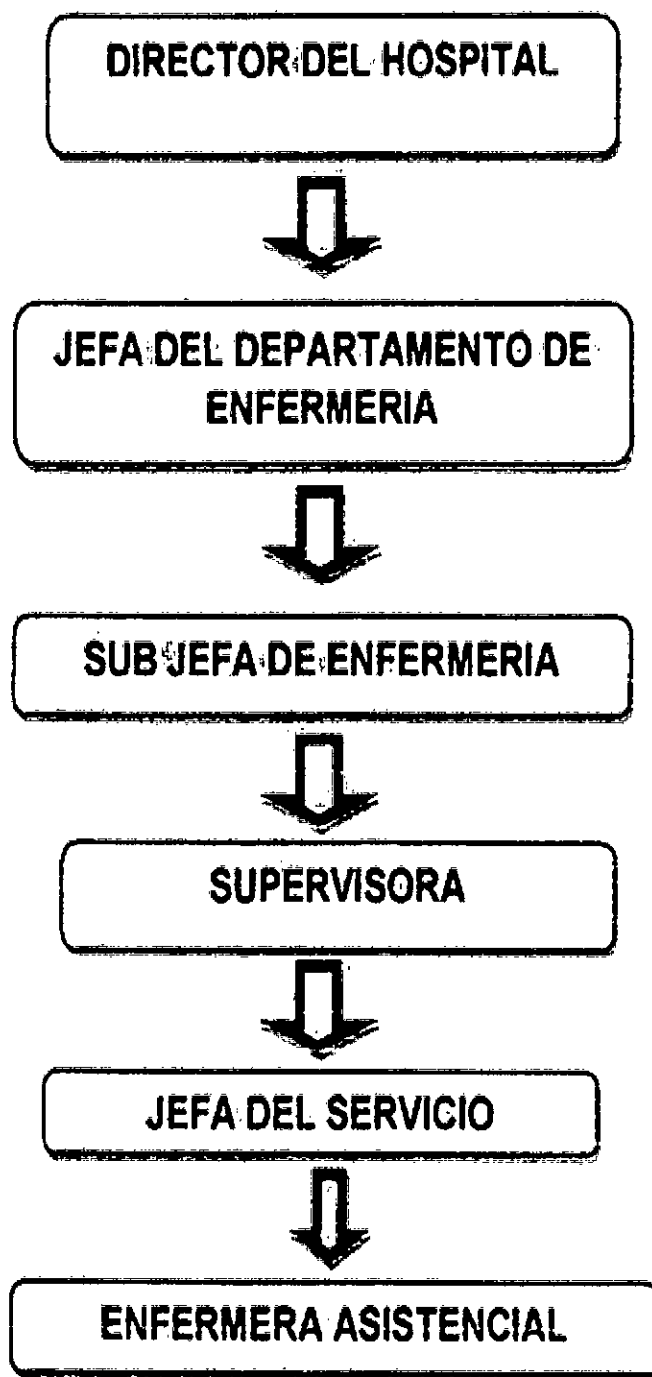 DIRECTOR DEL HOSPITAL
JEFA DEL DEPARTAMENTO DE
ENFERMERIA
SUB JEFA DE ENFERMERIA
SUPERVISORA
JEFA DEL SERVICIO
ENFERMERA ASISTENCIAL